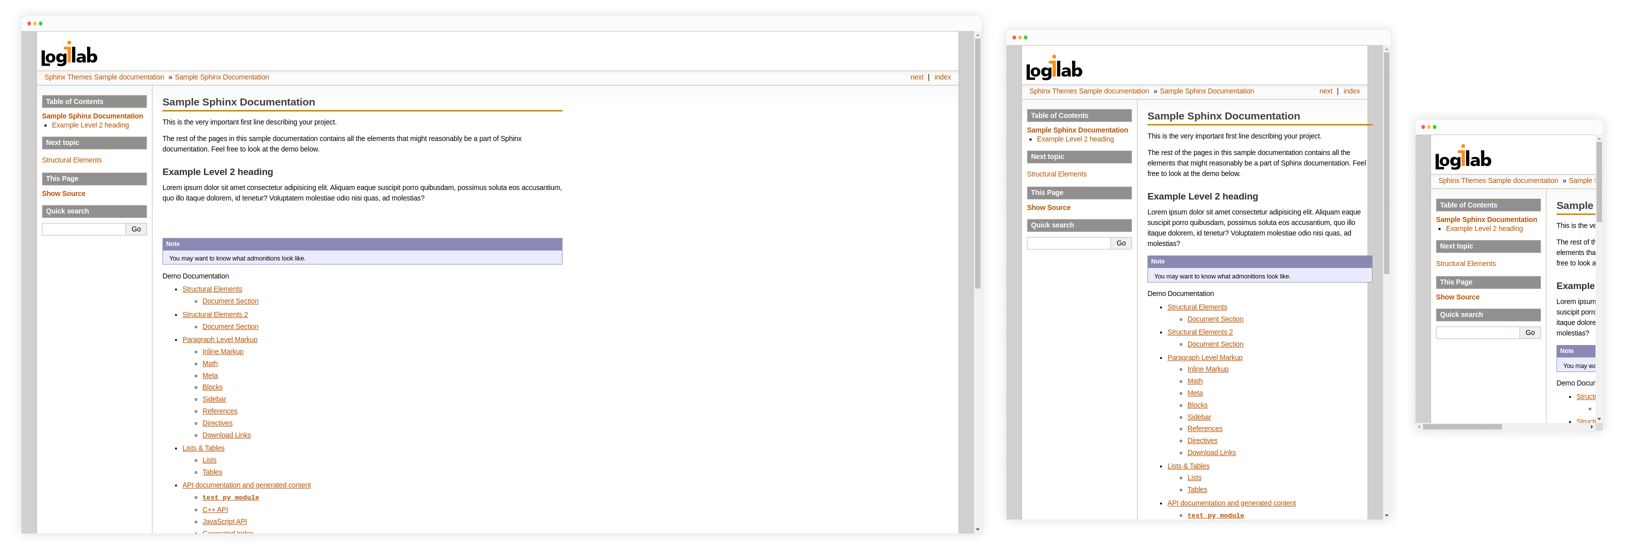 Logilab
Sphinx Themes Sample documentation » Sample Sphinx Documentation
next | index
Table of Contents
Sample Sphinx Documentation
Example Level 2 heading
Next topic
Structural Elements
This Page
Show Source
Quick search
Go
Sample Sphinx Documentation
This is the very important first line describing your project.
The rest of the pages in this sample documentation contains all the elements that might reasonably be a part of Sphinx
documentation. Feel free to look at the demo below.
Example Level 2 heading
Lorem ipsum dolor sit amet consectetur adipisicing elit. Aliquam eaque suscipit porro quibusdam, possimus soluta eos accusantium,
quo illo itaque dolorem, id tenetur? Voluptatem molestiae odio nisi quas, ad molestias?
Note
You may want to know what admonitions look like.
Demo Documentation
Structural Elements
Document Section
Structural Elements 2
Document Section
Paragraph Level Markup
Inline Markup
Math
Meta
Blocks
Sidebar
References
Directives
Download Links
Lists & Tables
Lists
Tables
API documentation and generated content
test_py_module
C++ API
JavaScript API
Generated Index
Logilab
Sphinx Themes Sample documentation » Sample Sphinx Documentation
next | index
Table of Contents
Sample Sphinx Documentation
Example Level 2 heading
Next topic
Structural Elements
This Page
Show Source
Quick search
Go
Sample Sphinx Documentation
This is the very important first line describing your project.
The rest of the pages in this sample documentation contains all the
elements that might reasonably be a part of Sphinx documentation. Feel
free to look at the demo below.
Example Level 2 heading
Lorem ipsum dolor sit amet consectetur adipisicing elit. Aliquam eaque
suscipit porro quibusdam, possimus soluta eos accusantium, quo illo
itaque dolorem, id tenetur? Voluptatem molestiae odio nisi quas, ad
molestias?
Note
You may want to know what admonitions look like.
Demo Documentation
Structural Elements
Document Section
Structural Elements 2
Document Section
Paragraph Level Markup
Inline Markup
Math
Meta
Blocks
Sidebar
References
Directives
Download Links
Lists & Tables
Lists
Tables
API documentation and generated content
test_py_module
Logilab
Sphinx Themes Sample documentation » Sample
Table of Contents
Sample Sphinx Documentation
Example Level 2 heading
Next topic
Structural Elements
This Page
Show Source
Quick search
Go
Sample
This is the ve
The rest of th
elements tha
free to look a
Example
Lorem ipsum
suscipit porro
itaque dolore
molestias?
Note
You may wa
Demo Docum
Struct
Struct